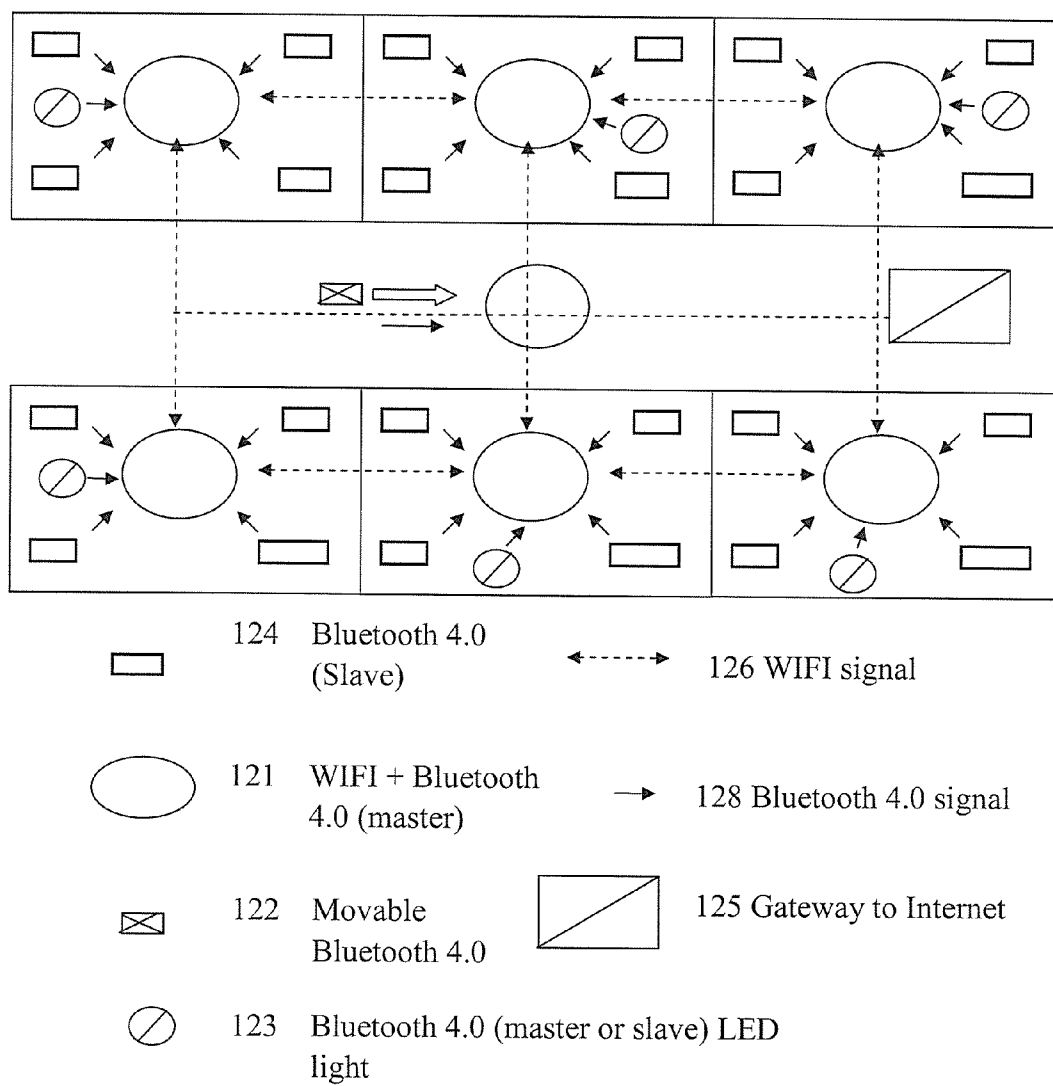 124 Bluetooth 4.0
(Slave)
126 WIFI signal
121 WIFI + Bluetooth
4.0 (master)
128 Bluetooth 4.0 signal
122 Movable
Bluetooth 4.0
125 Gateway to Internet
123 Bluetooth 4.0 (master or slave) LED
light